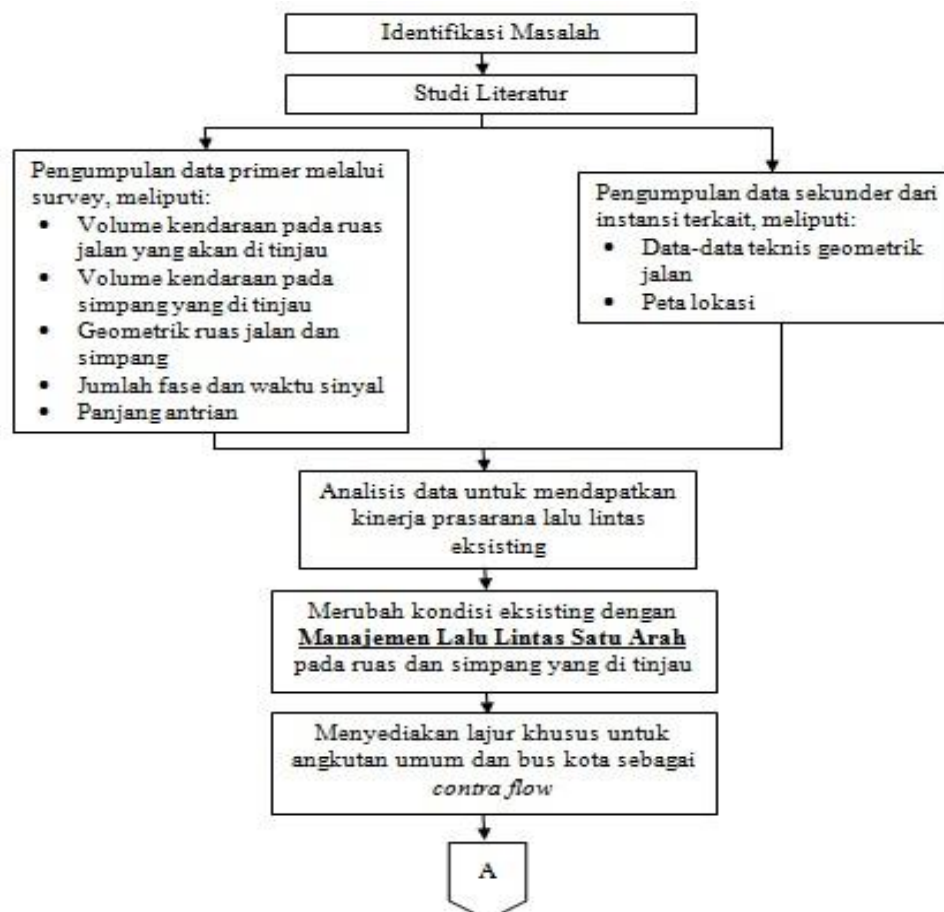 Identifikasi Masalah
Studi Literatur
Pengumpulan data primer melalui
survey, meliputi:
• Volume kendaraan pada ruas
jalan yang akan di tinjau
• Volume kendaraan pada
simpang yang di tinjau
• Geometrik ruas jalan dan
simpang
• Jumlah fase dan waktu sinyal
• Panjang antrian
Pengumpulan data sekunder dari
instansi terkait, meliputi:
• Data-data teknis geometrik
jalan
• Peta lokasi
Analisis data untuk mendapatkan
kinerja prasarana lalu lintas
eksisting
Merubah kondisi eksisting dengan
Manajemen Lalu Lintas Satu Arah
pada ruas dan simpang yang di tinjau
Menyediakan lajur khusus untuk
angkutan umum dan bus kota sebagai
contra flow
A